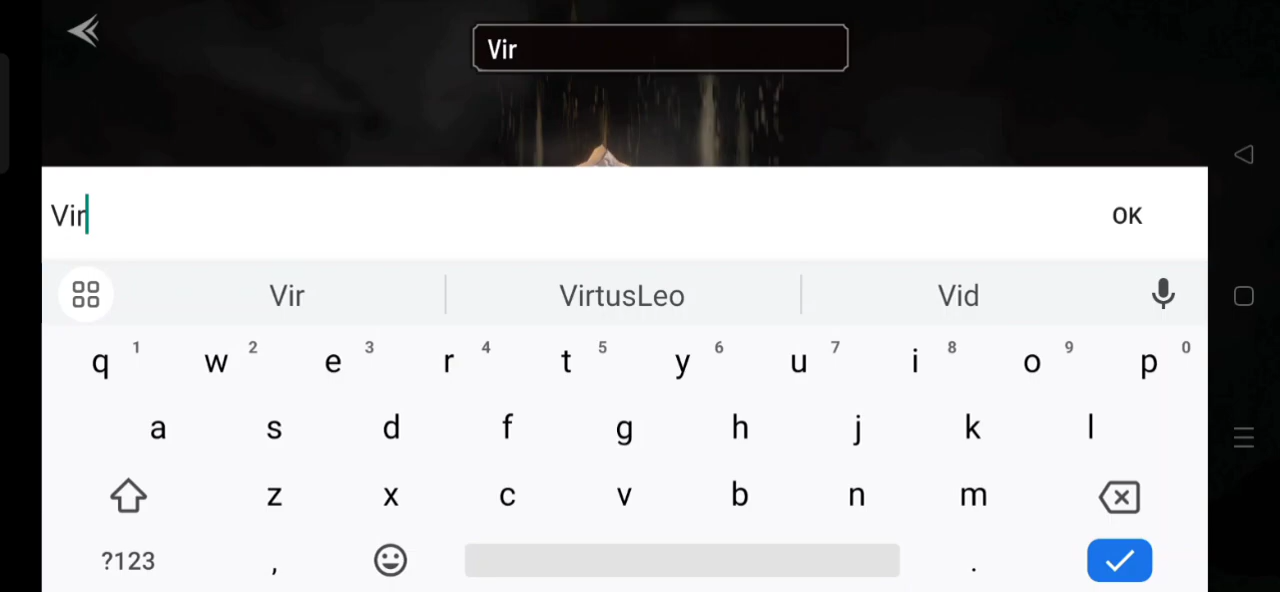 Vir
Vir OK
Vir VirtusLeo Vid
q 1 w 2 e 3 r 4 t 5 y 6 u 7 i 8 o 9 p 0
a s d f g h j k l
z x c v b n m
?123 , .